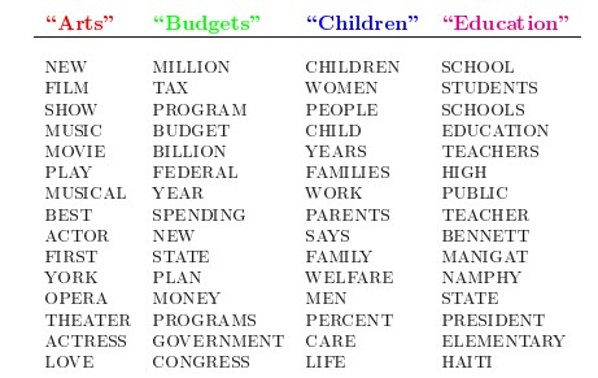 “Arts” “Budgets” “Children” “Education”
NEW MILLION CHILDREN SCHOOL
FILM TAX WOMEN STUDENTS
SHOW PROGRAM PEOPLE SCHOOLS
MUSIC BUDGET CHILD EDUCATION
MOVIE BILLION YEARS TEACHERS
PLAY FEDERAL FAMILIES HIGH
MUSICAL YEAR WORK PUBLIC
BEST SPENDING PARENTS TEACHER
ACTOR NEW SAYS BENNETT
FIRST STATE FAMILY MANIGAT
YORK PLAN WELFARE NAMPHY
OPERA MONEY MEN STATE
THEATER PROGRAMS PERCENT PRESIDENT
ACTRESS GOVERNMENT CARE ELEMENTARY
LOVE CONGRESS LIFE HAITI